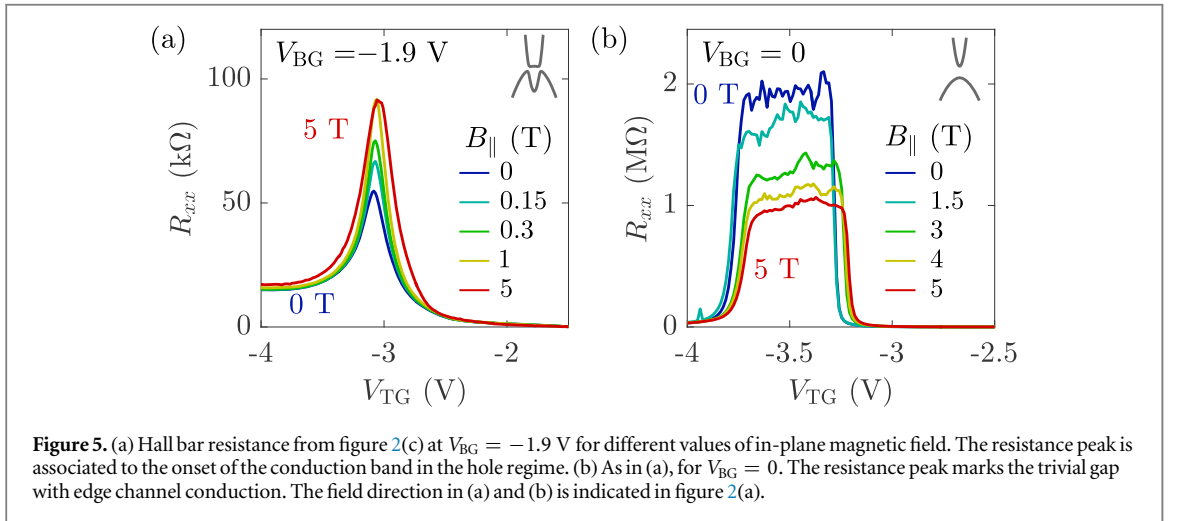 (a)
V_BG = −1.9 V
5 T
0 T
B_∥ (T)
0
0.15
0.3
1
5
100
50
0
R_xx (kΩ)
-4
-3
-2
V_TG (V)
(b)
V_BG = 0
0 T
5 T
B_∥ (T)
0
1.5
3
4
5
2
1
0
R_xx (MΩ)
-4
-3.5
-3
-2.5
V_TG (V)
Figure 5. (a) Hall bar resistance from figure 2(c) at V_BG = −1.9 V for different values of in-plane magnetic field. The resistance peak is
associated to the onset of the conduction band in the hole regime. (b) As in (a), for V_BG = 0. The resistance peak marks the trivial gap
with edge channel conduction. The field direction in (a) and (b) is indicated in figure 2(a).